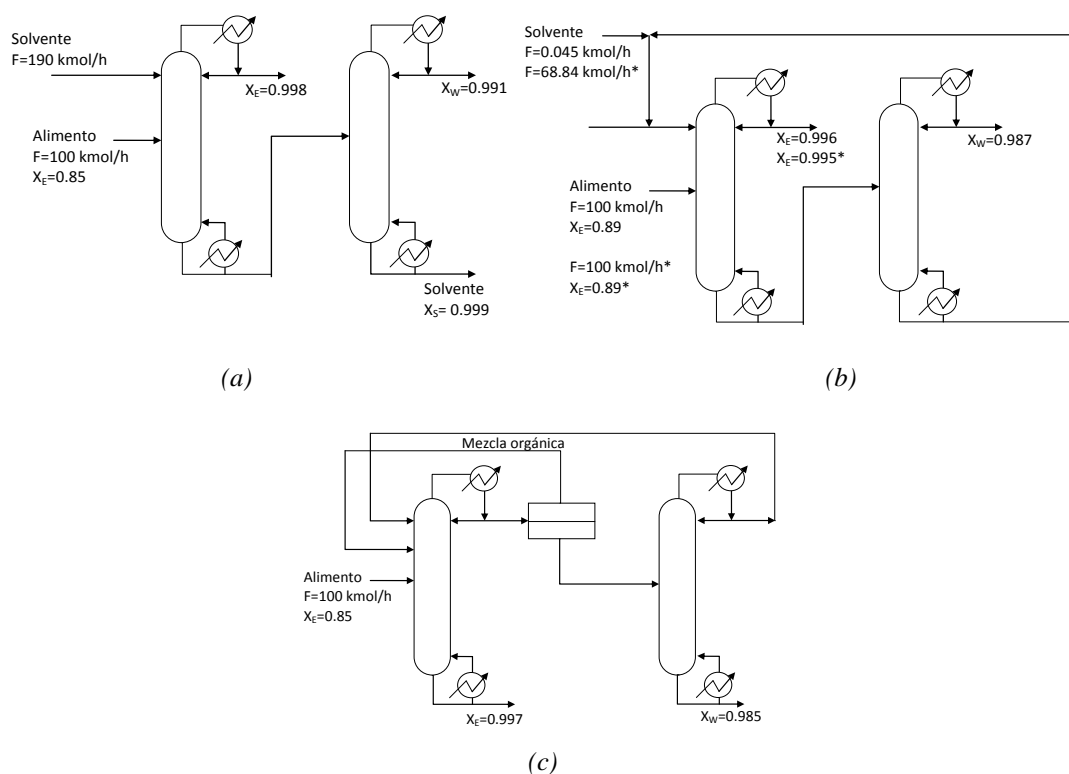 Solvente
F=190 kmol/h
X_E=0.998
X_W=0.991
Alimento
F=100 kmol/h
X_E=0.85
Solvente
X_S= 0.999
(a)
Solvente
F=0.045 kmol/h
F=68.84 kmol/h*
X_E=0.996
X_E=0.995*
X_W=0.987
Alimento
F=100 kmol/h
X_E=0.89
F=100 kmol/h*
X_E=0.89*
(b)
Mezcla orgánica
Alimento
F=100 kmol/h
X_E=0.85
X_E=0.997
X_W=0.985
(c)